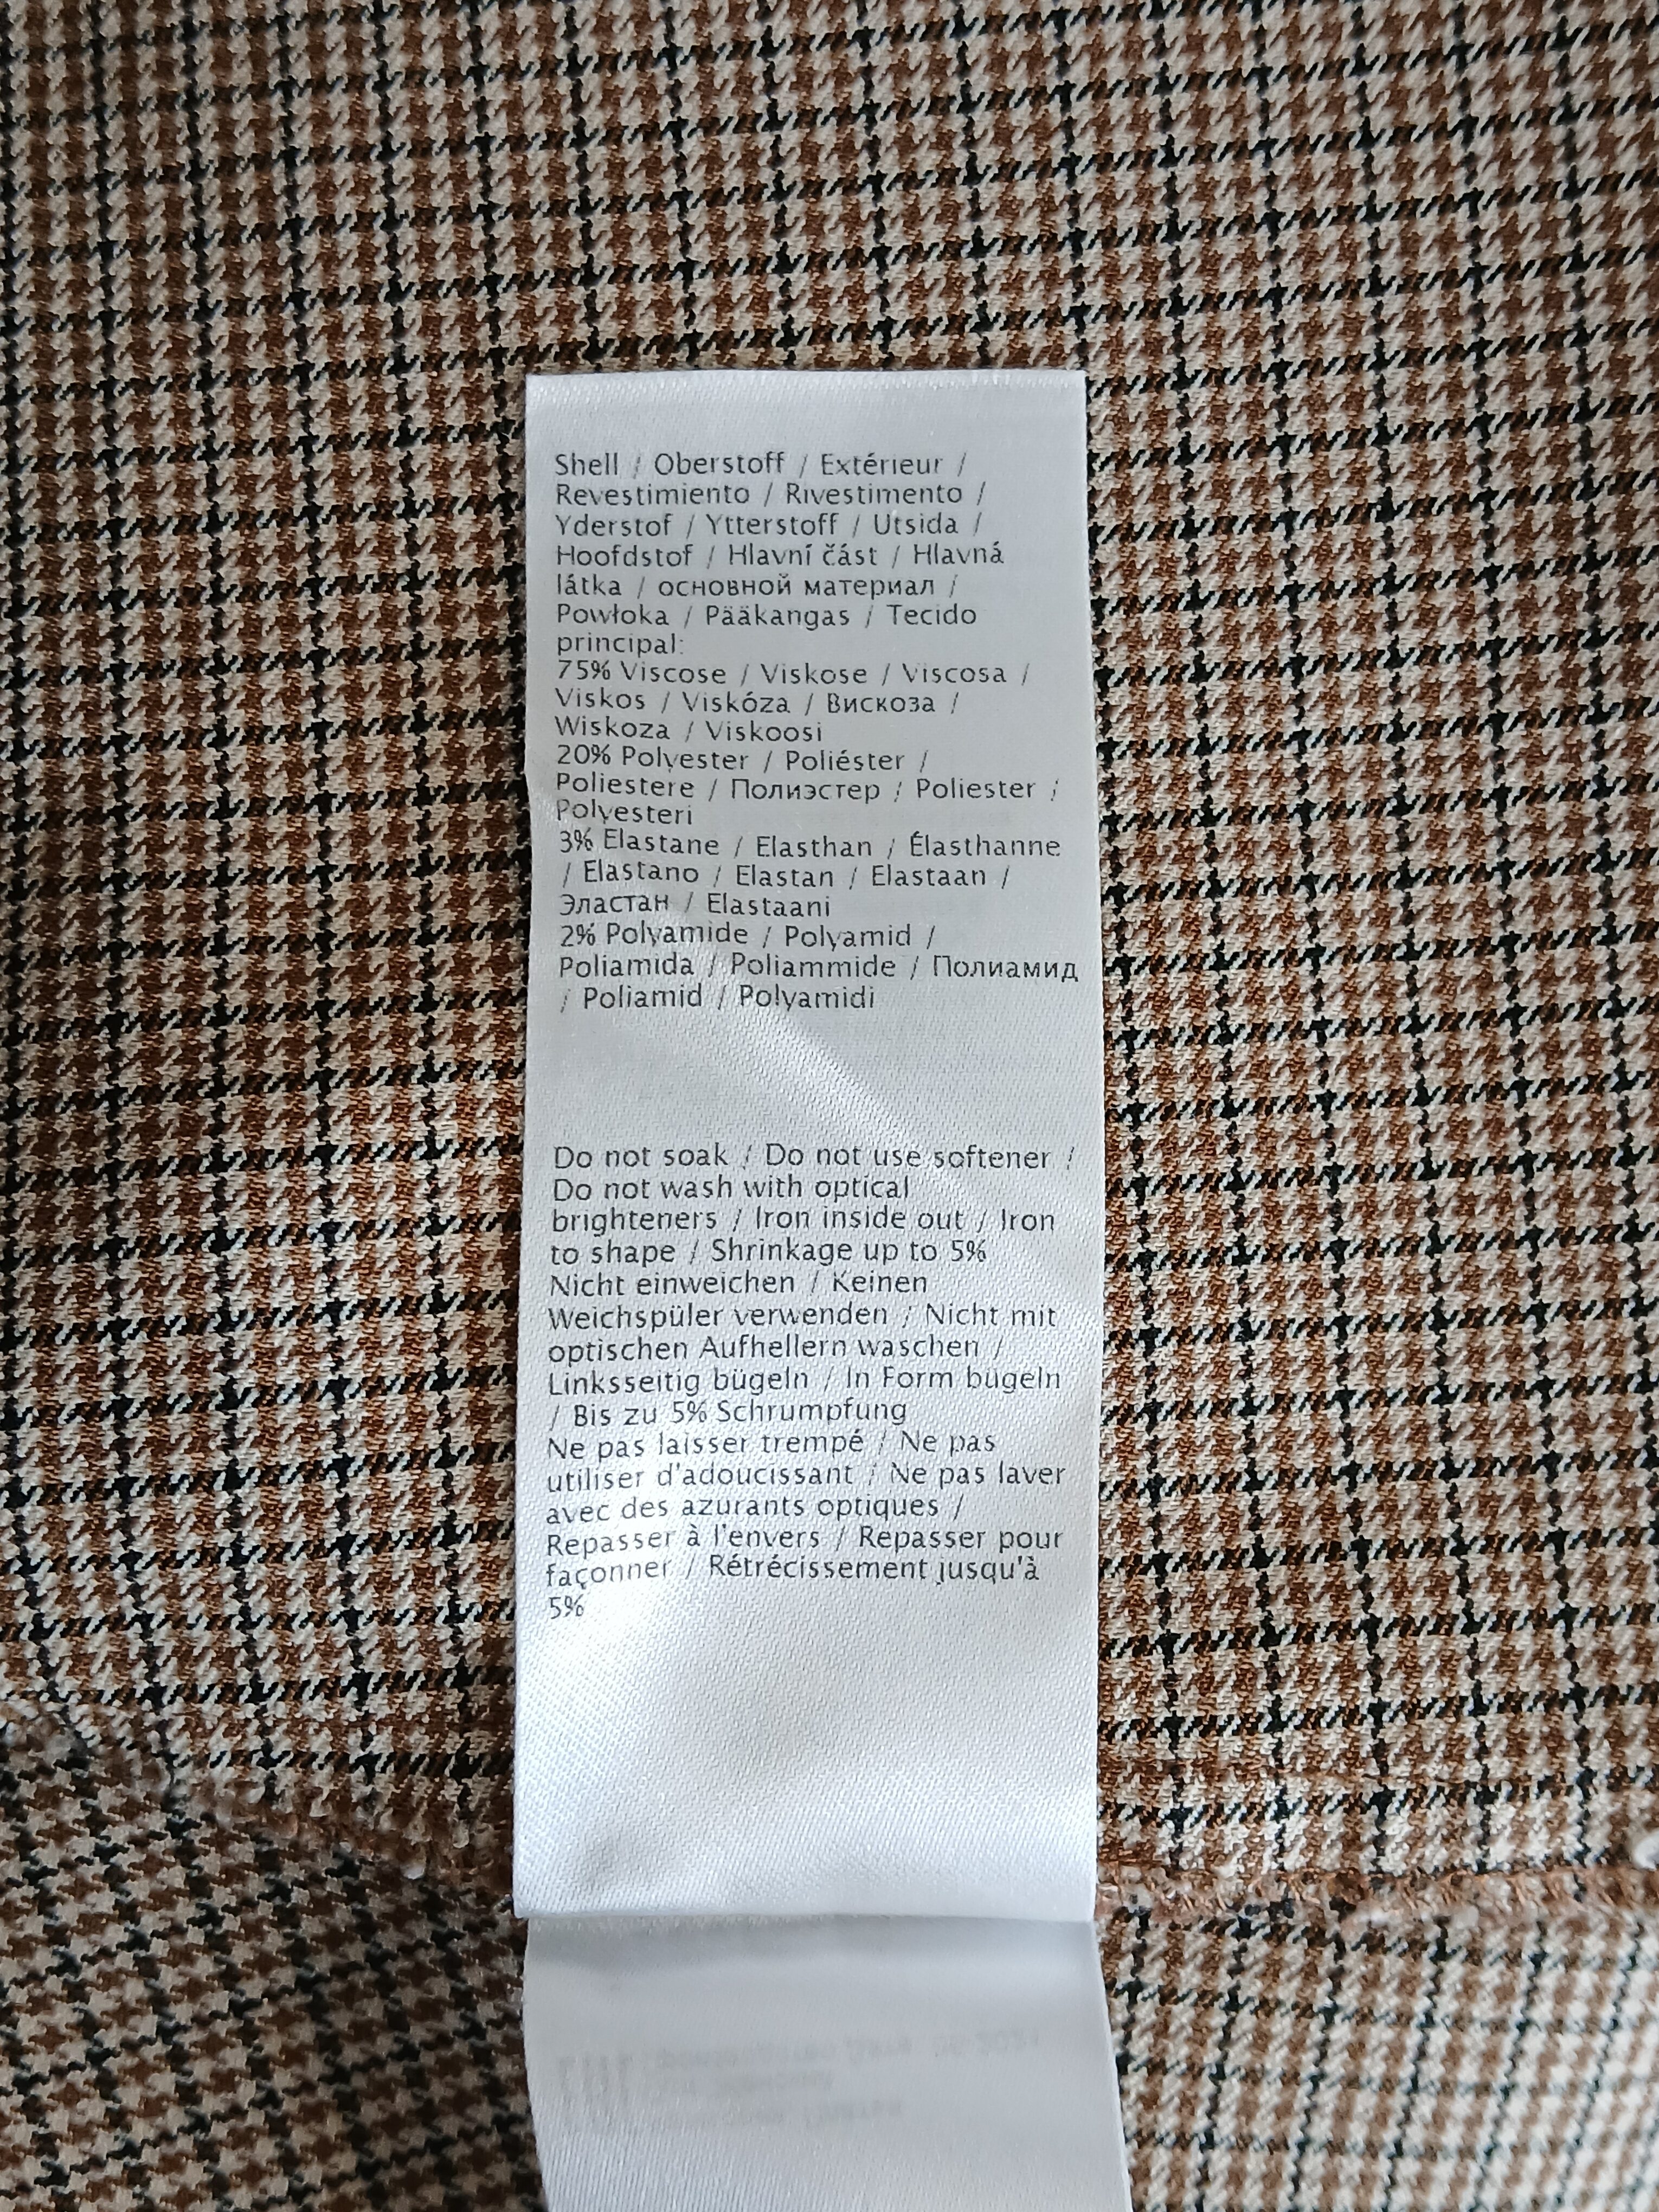 Shell / Oberstoff / Extérieur /
Revestimiento / Rivestimento /
Yderstof / Ytterstoff / Utsida /
Hoofdstof / Hlavní část / Hlavná
látka / основной материал /
Powłoka / Pääkangas / Tecido
principal:
75% Viscose / Viskose / Viscosa /
Viskos / Viskóza / Вискоза /
Wiskoza / Viskoosi
20% Polyester / Poliéster /
Poliestere / Полиэстер / Poliester /
Polyesteri
3% Elastane / Elasthan / Élasthanne
/ Elastano / Elastan / Elastaan /
Эластан / Elastaani
2% Polyamide / Polyamid /
Poliamida / Poliammide / Полиамид
/ Poliamid / Polyamidi
Do not soak / Do not use softener /
Do not wash with optical
brighteners / Iron inside out / Iron
to shape / Shrinkage up to 5%
Nicht einweichen / Keinen
Weichspüler verwenden / Nicht mit
optischen Aufhellern waschen /
Linksseitig bügeln / In Form bügeln
/ Bis zu 5% Schrumpfung
Ne pas laisser trempé / Ne pas
utiliser d'adoucissant / Ne pas laver
avec des azurants optiques /
Repasser à l'envers / Repasser pour
façonner / Rétrécissement jusqu'à
5%